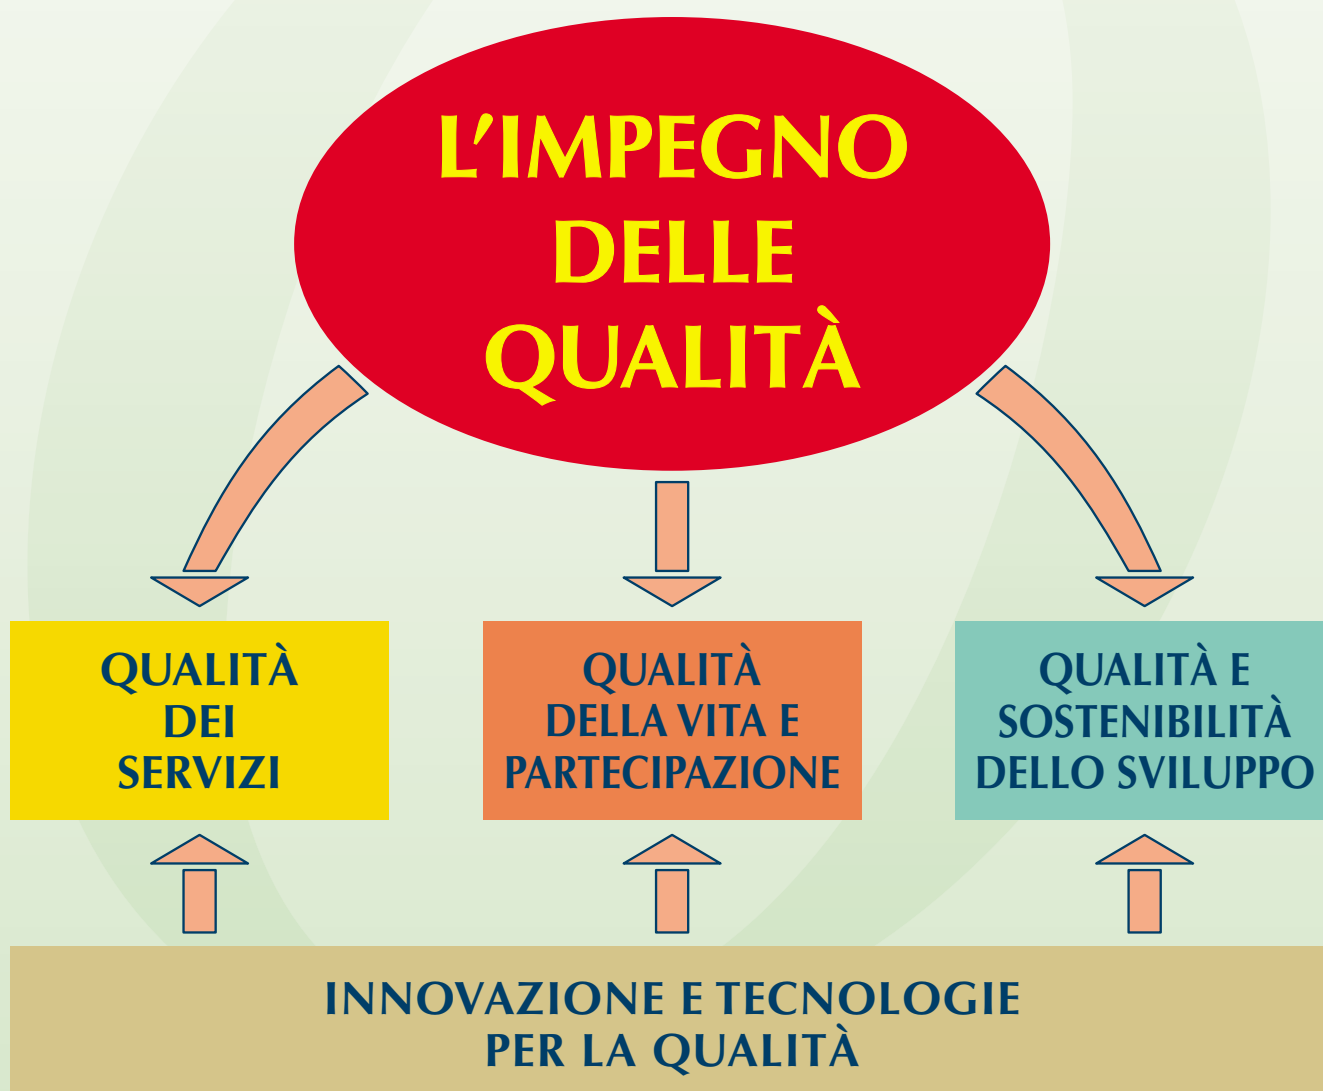 L’IMPEGNO
DELLE
QUALITÀ
QUALITÀ
DEI
SERVIZI
QUALITÀ
DELLA VITA E
PARTECIPAZIONE
QUALITÀ E
SOSTENIBILITÀ
DELLO SVILUPPO
INNOVAZIONE E TECNOLOGIE
PER LA QUALITÀ